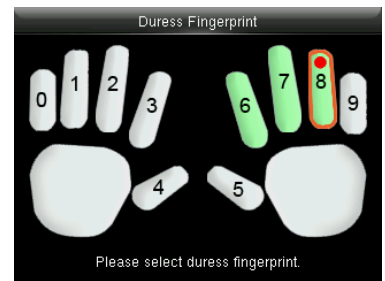 Duress Fingerprint
0 1 2 3 6 7 8 9
4 5
Please select duress fingerprint.